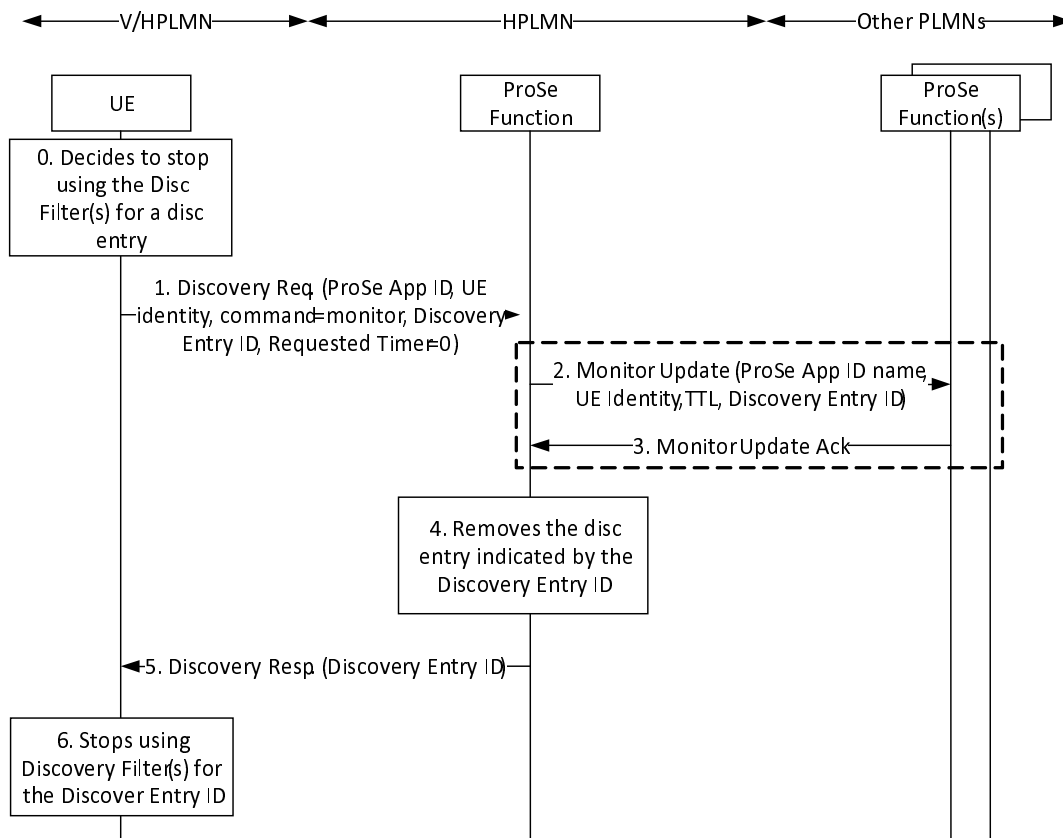 V/HPLMN
HPLMN
Other PLMNs
UE
ProSe
Function
ProSe
Function(s)
0. Decides to stop
using the Disc
Filter(s) for a disc
entry
1. Discovery Req. (ProSe App ID, UE
identity, command=monitor, Discovery
Entry ID, Requested Timer=0)
2. Monitor Update (ProSe App ID name,
UE Identity,TTL, Discovery Entry ID)
3. Monitor Update Ack
4. Removes the disc
entry indicated by the
Discovery Entry ID
5. Discovery Resp. (Discovery Entry ID)
6. Stops using
Discovery Filter(s) for
the Discover Entry ID